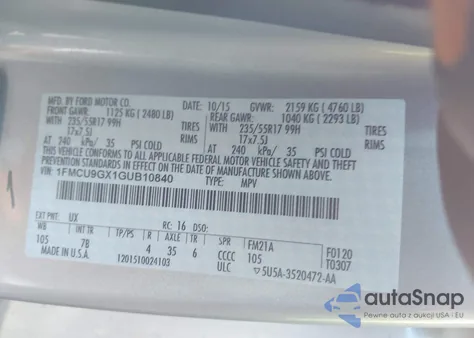 MFD. BY FORD MOTOR CO.
10/15 GVWR: 2159 KG ( 4760 LB)
FRONT GAWR: 1125 KG (2480 LB) REAR GAWR: 1040 KG ( 2293 LB)
WITH 235/55R17 99H TIRES WITH 235/55R17 99H TIRES
17x7.5J RIMS 17x7.5J RIMS
AT 240 kPa/ 35 PSI COLD AT 240 kPa/ 35 PSI COLD
THIS VEHICLE CONFORMS TO ALL APPLICABLE FEDERAL MOTOR VEHICLE SAFETY AND THEFT
PREVENTION STANDARDS IN EFFECT ON THE DATE OF MANUFACTURE SHOWN ABOVE.
VIN: 1FMCU9GX1GUB10840
TYPE: MPV
EXT PNT: UX RC: 16 DSO:
WB INT TR TP/PS R AXLE TR SPR FM21A F0120
105 7B 4 35 6 CCCC 105 T0307
MADE IN U.S.A. 1201510024103 ULC ▽5U5A-3520472-AA
autoSnap
Pewne auto z USA i EU